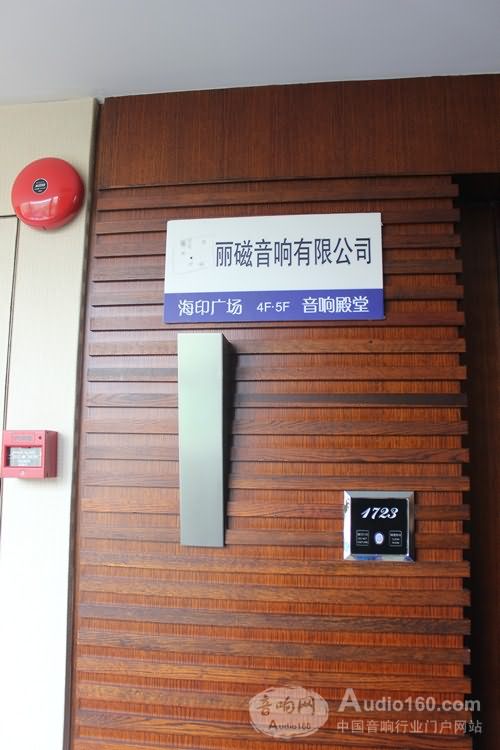 丽磁音响有限公司
海印广场 4F·5F 音响殿堂
1723
音响网 Audio160.com
Audio160
中国音响行业门户网站